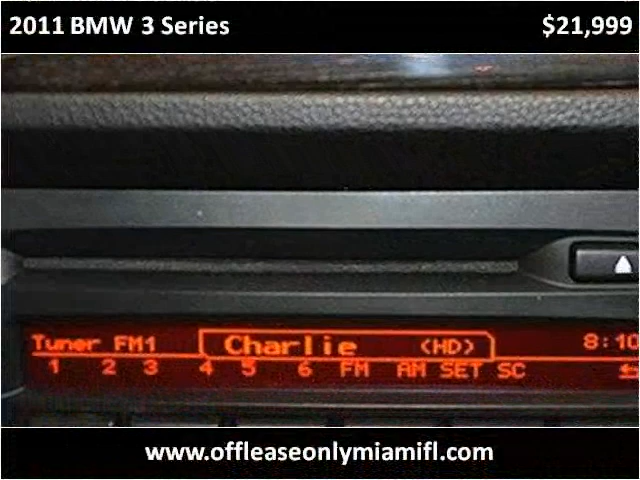 2011 BMW 3 Series $21,999
Tuner FM1 Charlie (HD) 8:10
1 2 3 4 5 6 FM AM SET SC
www.offleaseonlymiamifl.com